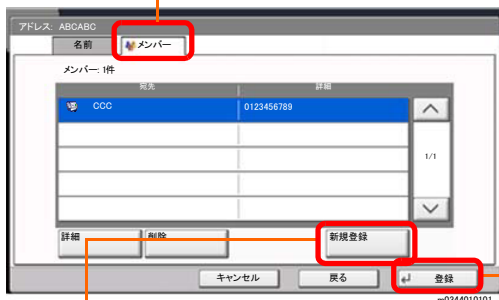 アドレス: ABCABC
名前 メンバー
メンバー: 1件
宛先 詳細
CCC 0123456789
1/1
詳細 削除 新規登録
キャンセル 戻る 登録